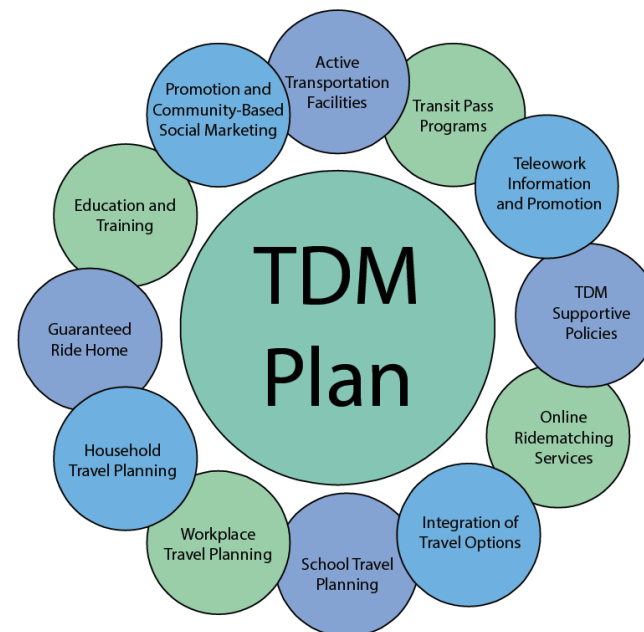 TDM
Plan
Active
Transportation
Facilities
Transit Pass
Programs
Teleowork
Information
and Promotion
TDM
Supportive
Policies
Online
Ridematching
Services
Integration of
Travel Options
School Travel
Planning
Workplace
Travel Planning
Household
Travel Planning
Guaranteed
Ride Home
Education and
Training
Promotion and
Community-Based
Social Marketing